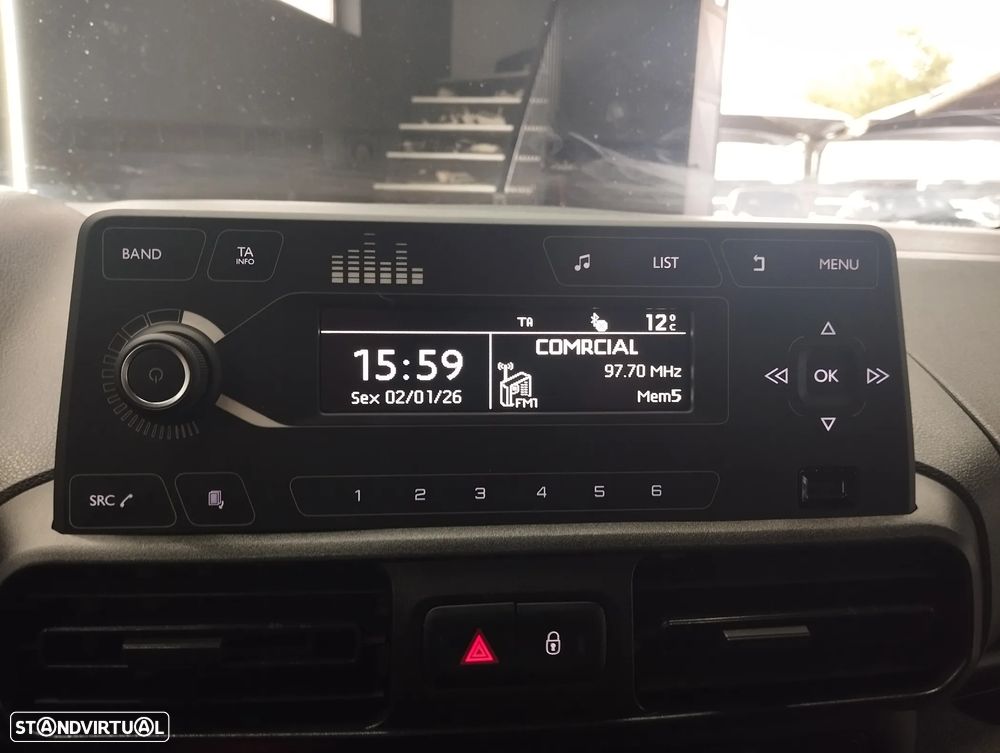 BAND
TA
INFO
LIST
MENU
TA
12°C
15:59
COMRCIAL
97.70 MHz
Sex 02/01/26
FM1
Mem5
OK
SRC
1 2 3 4 5 6
STANDVIRTUAL